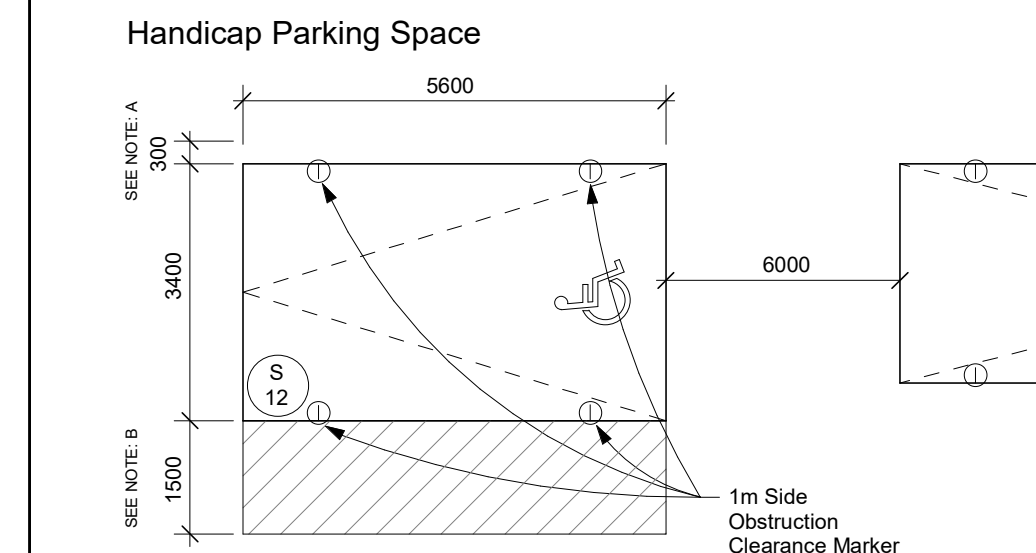 Handicap Parking Space
5600
SEE NOTE: A
300
3400
6000
S
12
SEE NOTE: B
1500
1m Side
Obstruction
Clearance Marker